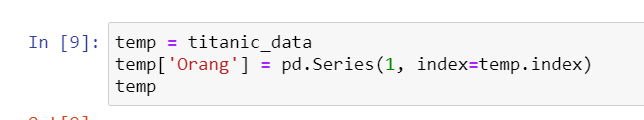 In [9]: temp = titanic_data
temp['Orang'] = pd.Series(1, index=temp.index)
temp